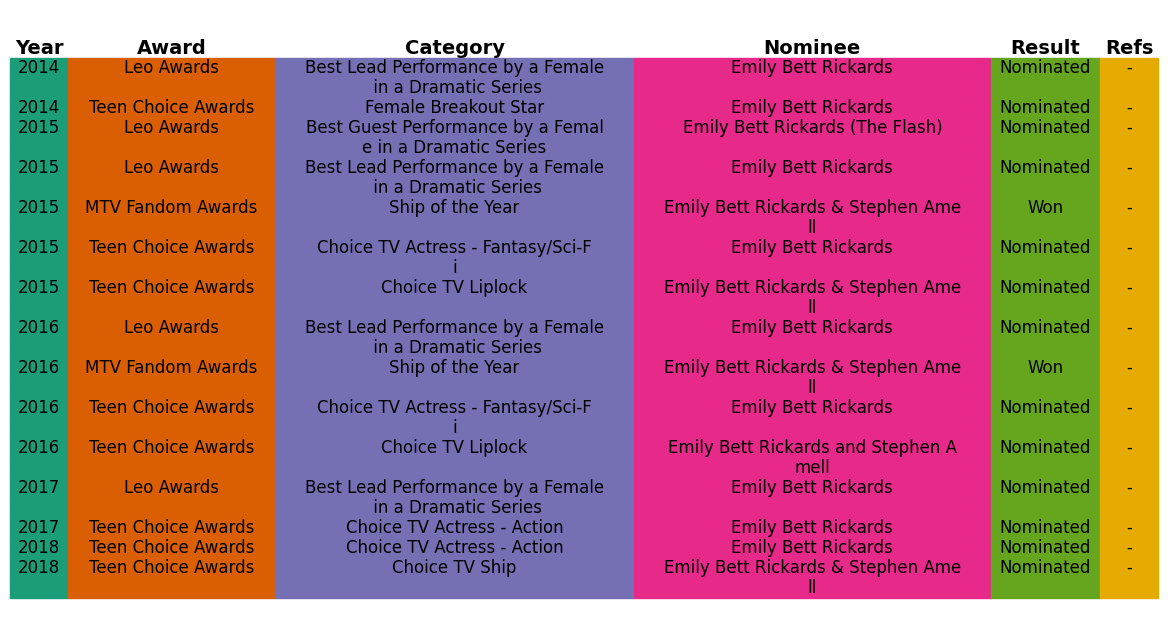 Year Award Category Nominee Result Refs
2014 Leo Awards Best Lead Performance by a Female Emily Bett Rickards Nominated -
in a Dramatic Series
2014 Teen Choice Awards Female Breakout Star Emily Bett Rickards Nominated -
2015 Leo Awards Best Guest Performance by a Femal Emily Bett Rickards (The Flash) Nominated -
e in a Dramatic Series
2015 Leo Awards Best Lead Performance by a Female Emily Bett Rickards Nominated -
in a Dramatic Series
2015 MTV Fandom Awards Ship of the Year Emily Bett Rickards & Stephen Ame Won -
ll
2015 Teen Choice Awards Choice TV Actress - Fantasy/Sci-F Emily Bett Rickards Nominated -
i
2015 Teen Choice Awards Choice TV Liplock Emily Bett Rickards & Stephen Ame Nominated -
ll
2016 Leo Awards Best Lead Performance by a Female Emily Bett Rickards Nominated -
in a Dramatic Series
2016 MTV Fandom Awards Ship of the Year Emily Bett Rickards & Stephen Ame Won -
ll
2016 Teen Choice Awards Choice TV Actress - Fantasy/Sci-F Emily Bett Rickards Nominated -
i
2016 Teen Choice Awards Choice TV Liplock Emily Bett Rickards and Stephen A Nominated -
mell
2017 Leo Awards Best Lead Performance by a Female Emily Bett Rickards Nominated -
in a Dramatic Series
2017 Teen Choice Awards Choice TV Actress - Action Emily Bett Rickards Nominated -
2018 Teen Choice Awards Choice TV Actress - Action Emily Bett Rickards Nominated -
2018 Teen Choice Awards Choice TV Ship Emily Bett Rickards & Stephen Ame Nominated -
ll